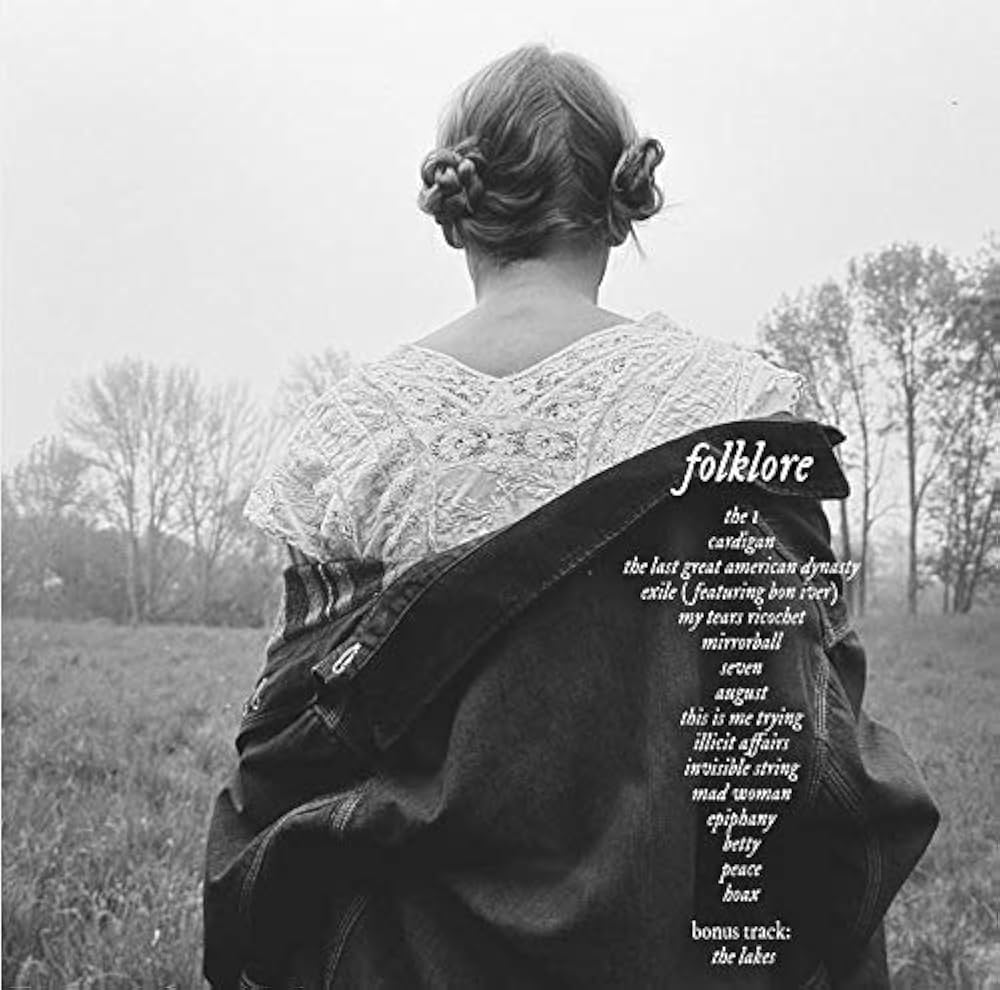 folklore
the 1
cardigan
the last great american dynasty
exile (featuring bon iver)
my tears ricochet
mirrorball
seven
august
this is me trying
illicit affairs
invisible string
mad woman
epiphany
betty
peace
hoax
bonus track:
the lakes